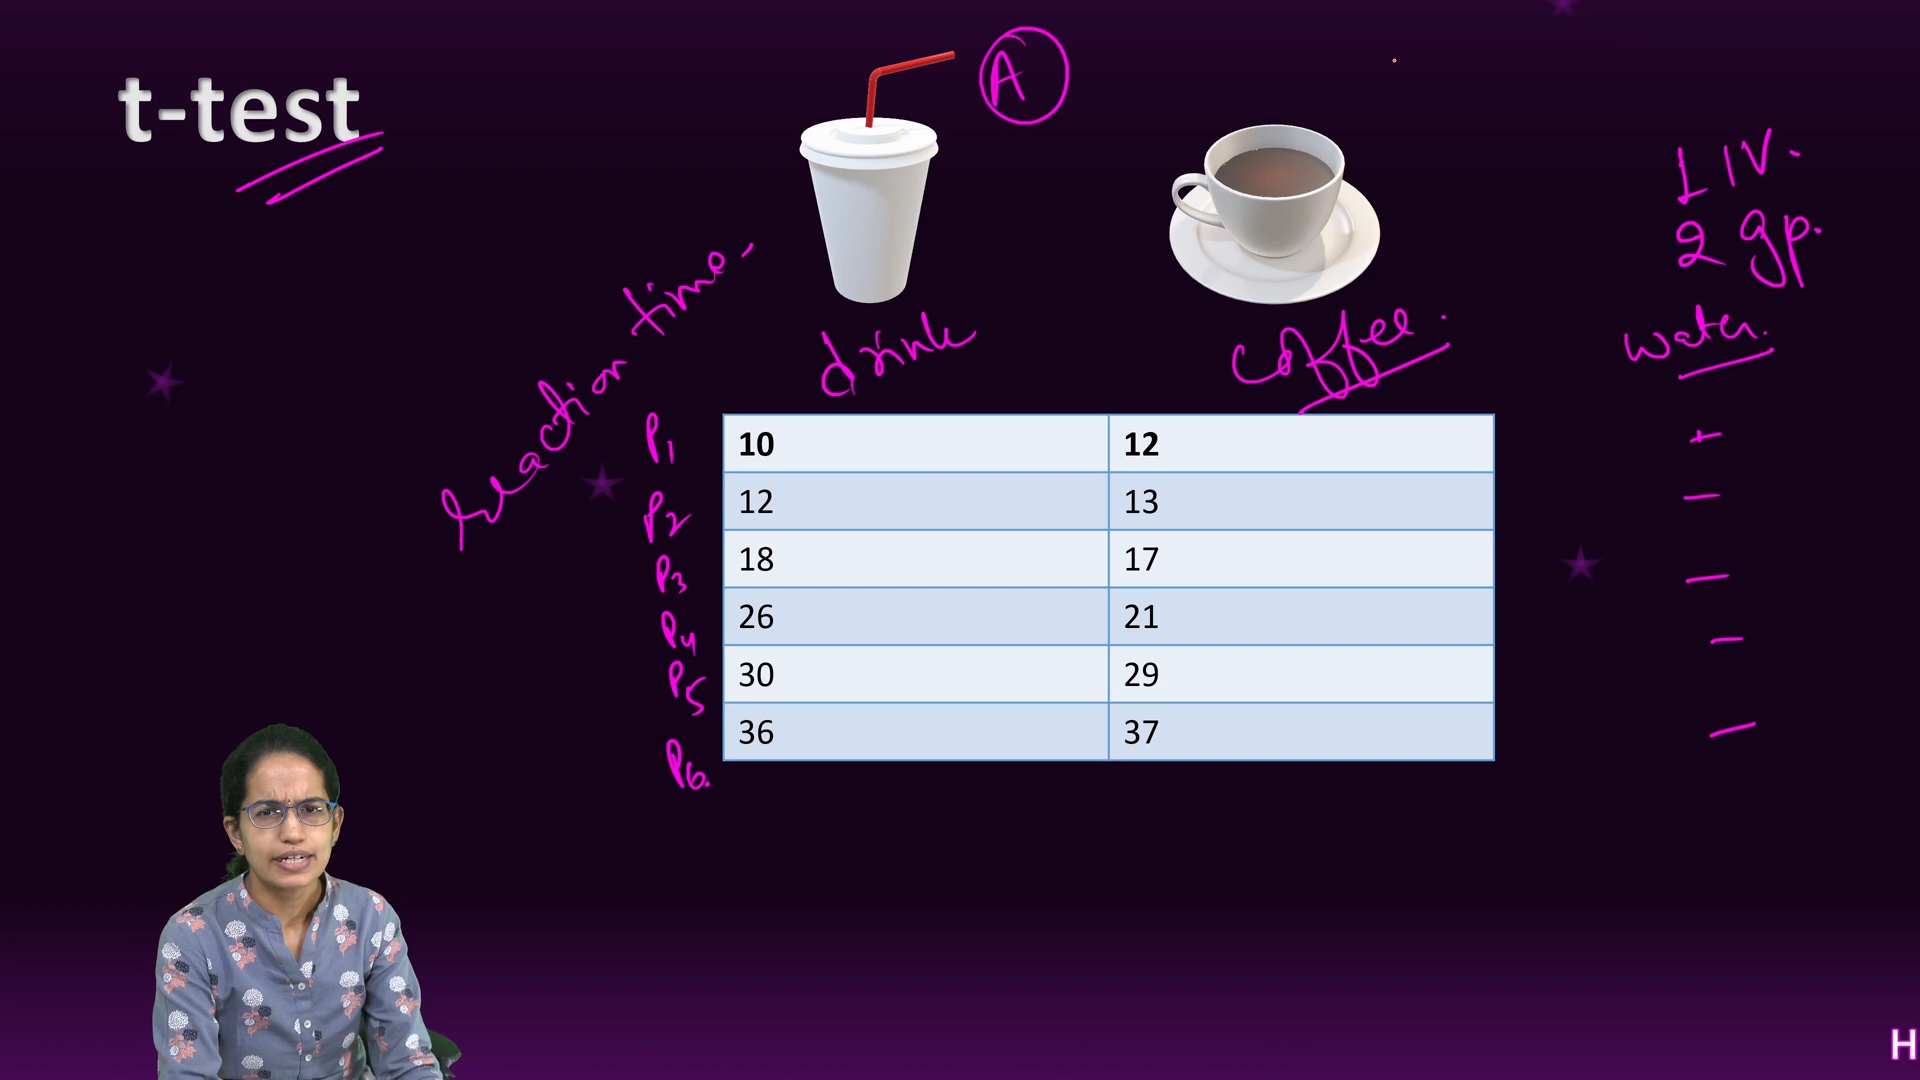 t-test
A
1 IV.
2 gp.
reaction time.
drink
coffee.
water.
P1 10 12
P2 12 13
P3 18 17
P4 26 21
P5 30 29
P6. 36 37
H